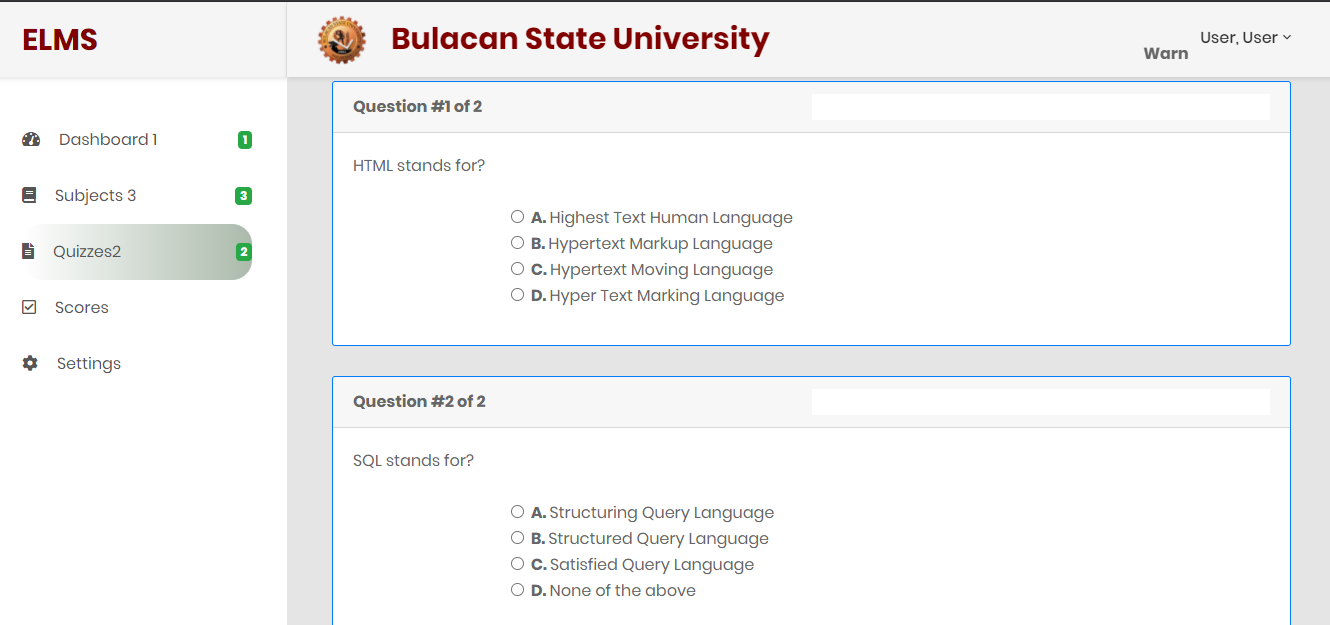 ELMS
Bulacan State University
User, User
Warn
Dashboard 1
1
Subjects 3
3
Quizzes2
2
Scores
Settings
Question #1 of 2
HTML stands for?
A. Highest Text Human Language
B. Hypertext Markup Language
C. Hypertext Moving Language
D. Hyper Text Marking Language
Question #2 of 2
SQL stands for?
A. Structuring Query Language
B. Structured Query Language
C. Satisfied Query Language
D. None of the above